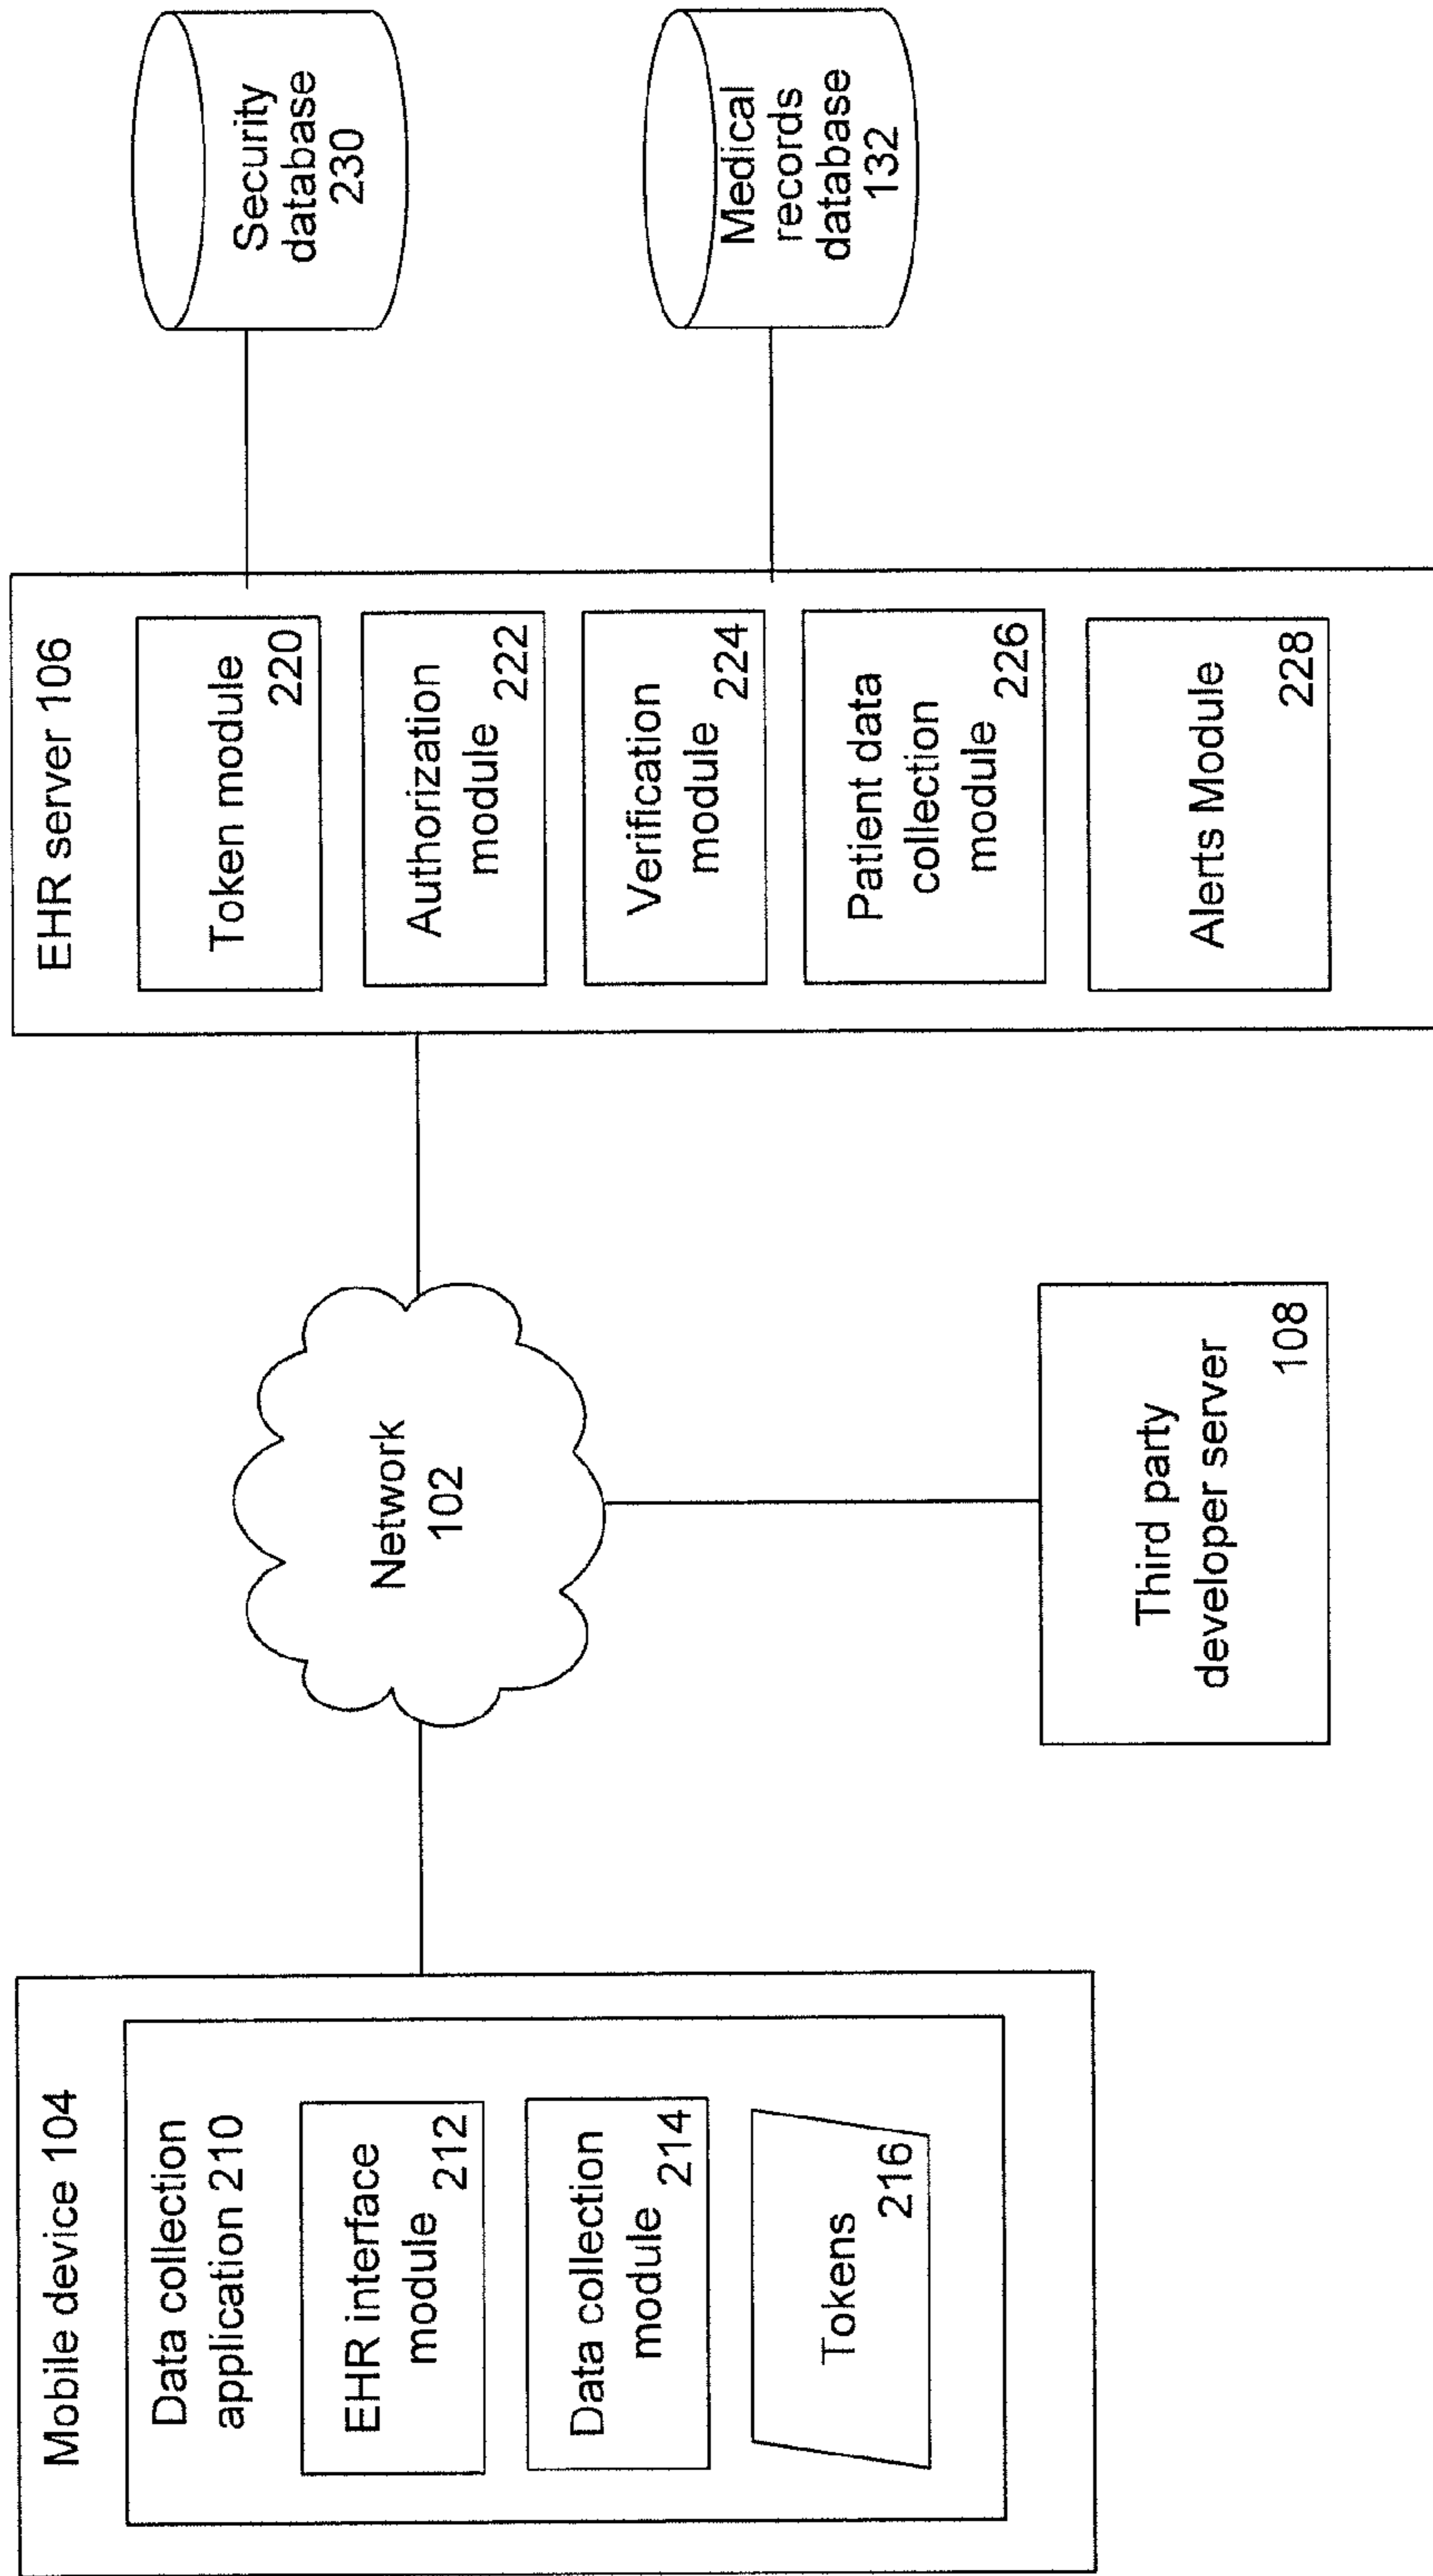 Mobile device 104
Data collection
application 210
EHR interface
module
212
Data collection
module
214
Tokens
216
Network
102
Third party
developer server
108
EHR server 106
Token module
220
Authorization
module
222
Verification
module
224
Patient data
collection
module
226
Alerts Module
228
Security
database
230
Medical
records
database
132